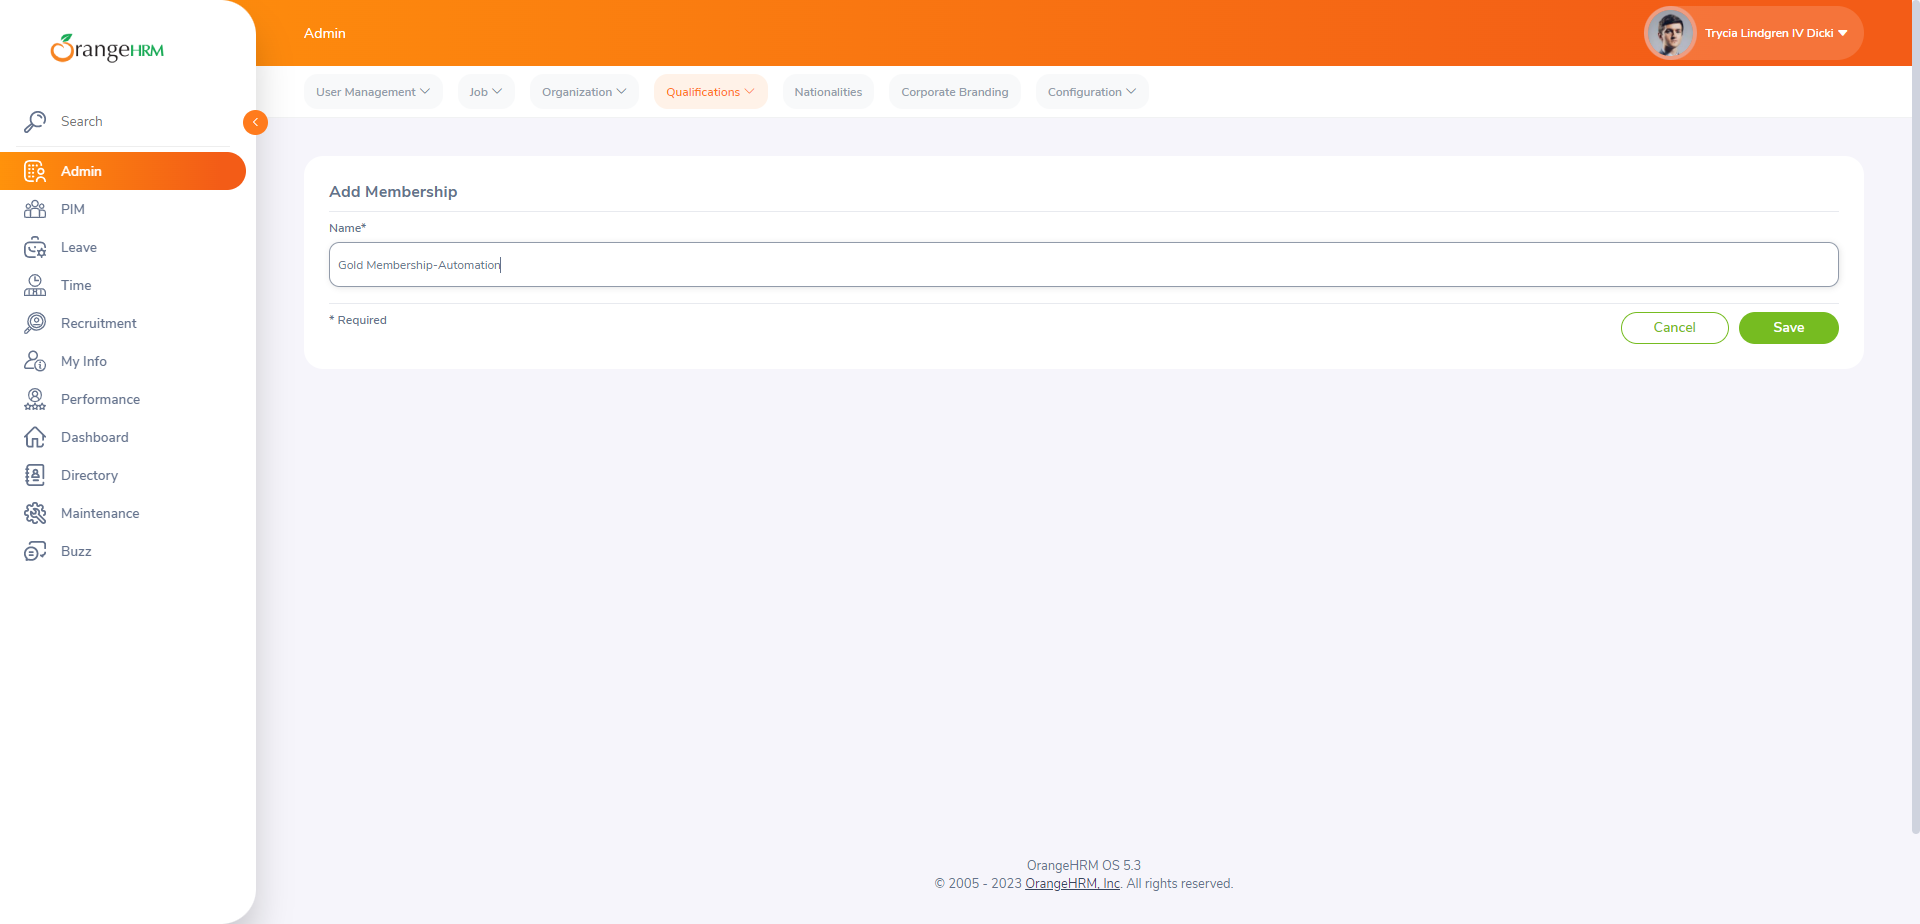 OrangeHRM
Search
Admin
PIM
Leave
Time
Recruitment
My Info
Performance
Dashboard
Directory
Maintenance
Buzz
Admin
Trycia Lindgren IV Dicki
User Management
Job
Organization
Qualifications
Nationalities
Corporate Branding
Configuration
Add Membership
Name*
Gold Membership-Automation
* Required
Cancel
Save
OrangeHRM OS 5.3
© 2005 - 2023 OrangeHRM, Inc. All rights reserved.